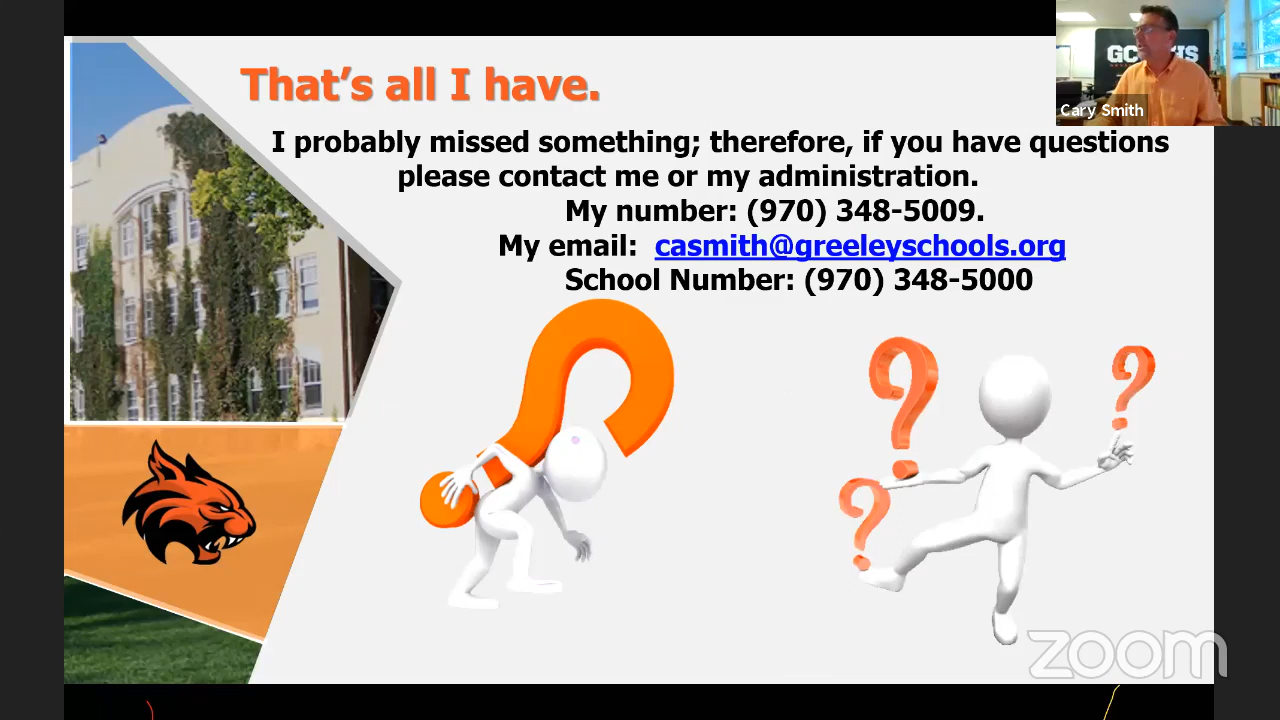 That's all I have.
I probably missed something; therefore, if you have questions
please contact me or my administration.
My number: (970) 348-5009.
My email: casmith@greeleyschools.org
School Number: (970) 348-5000
Cary Smith
zoom